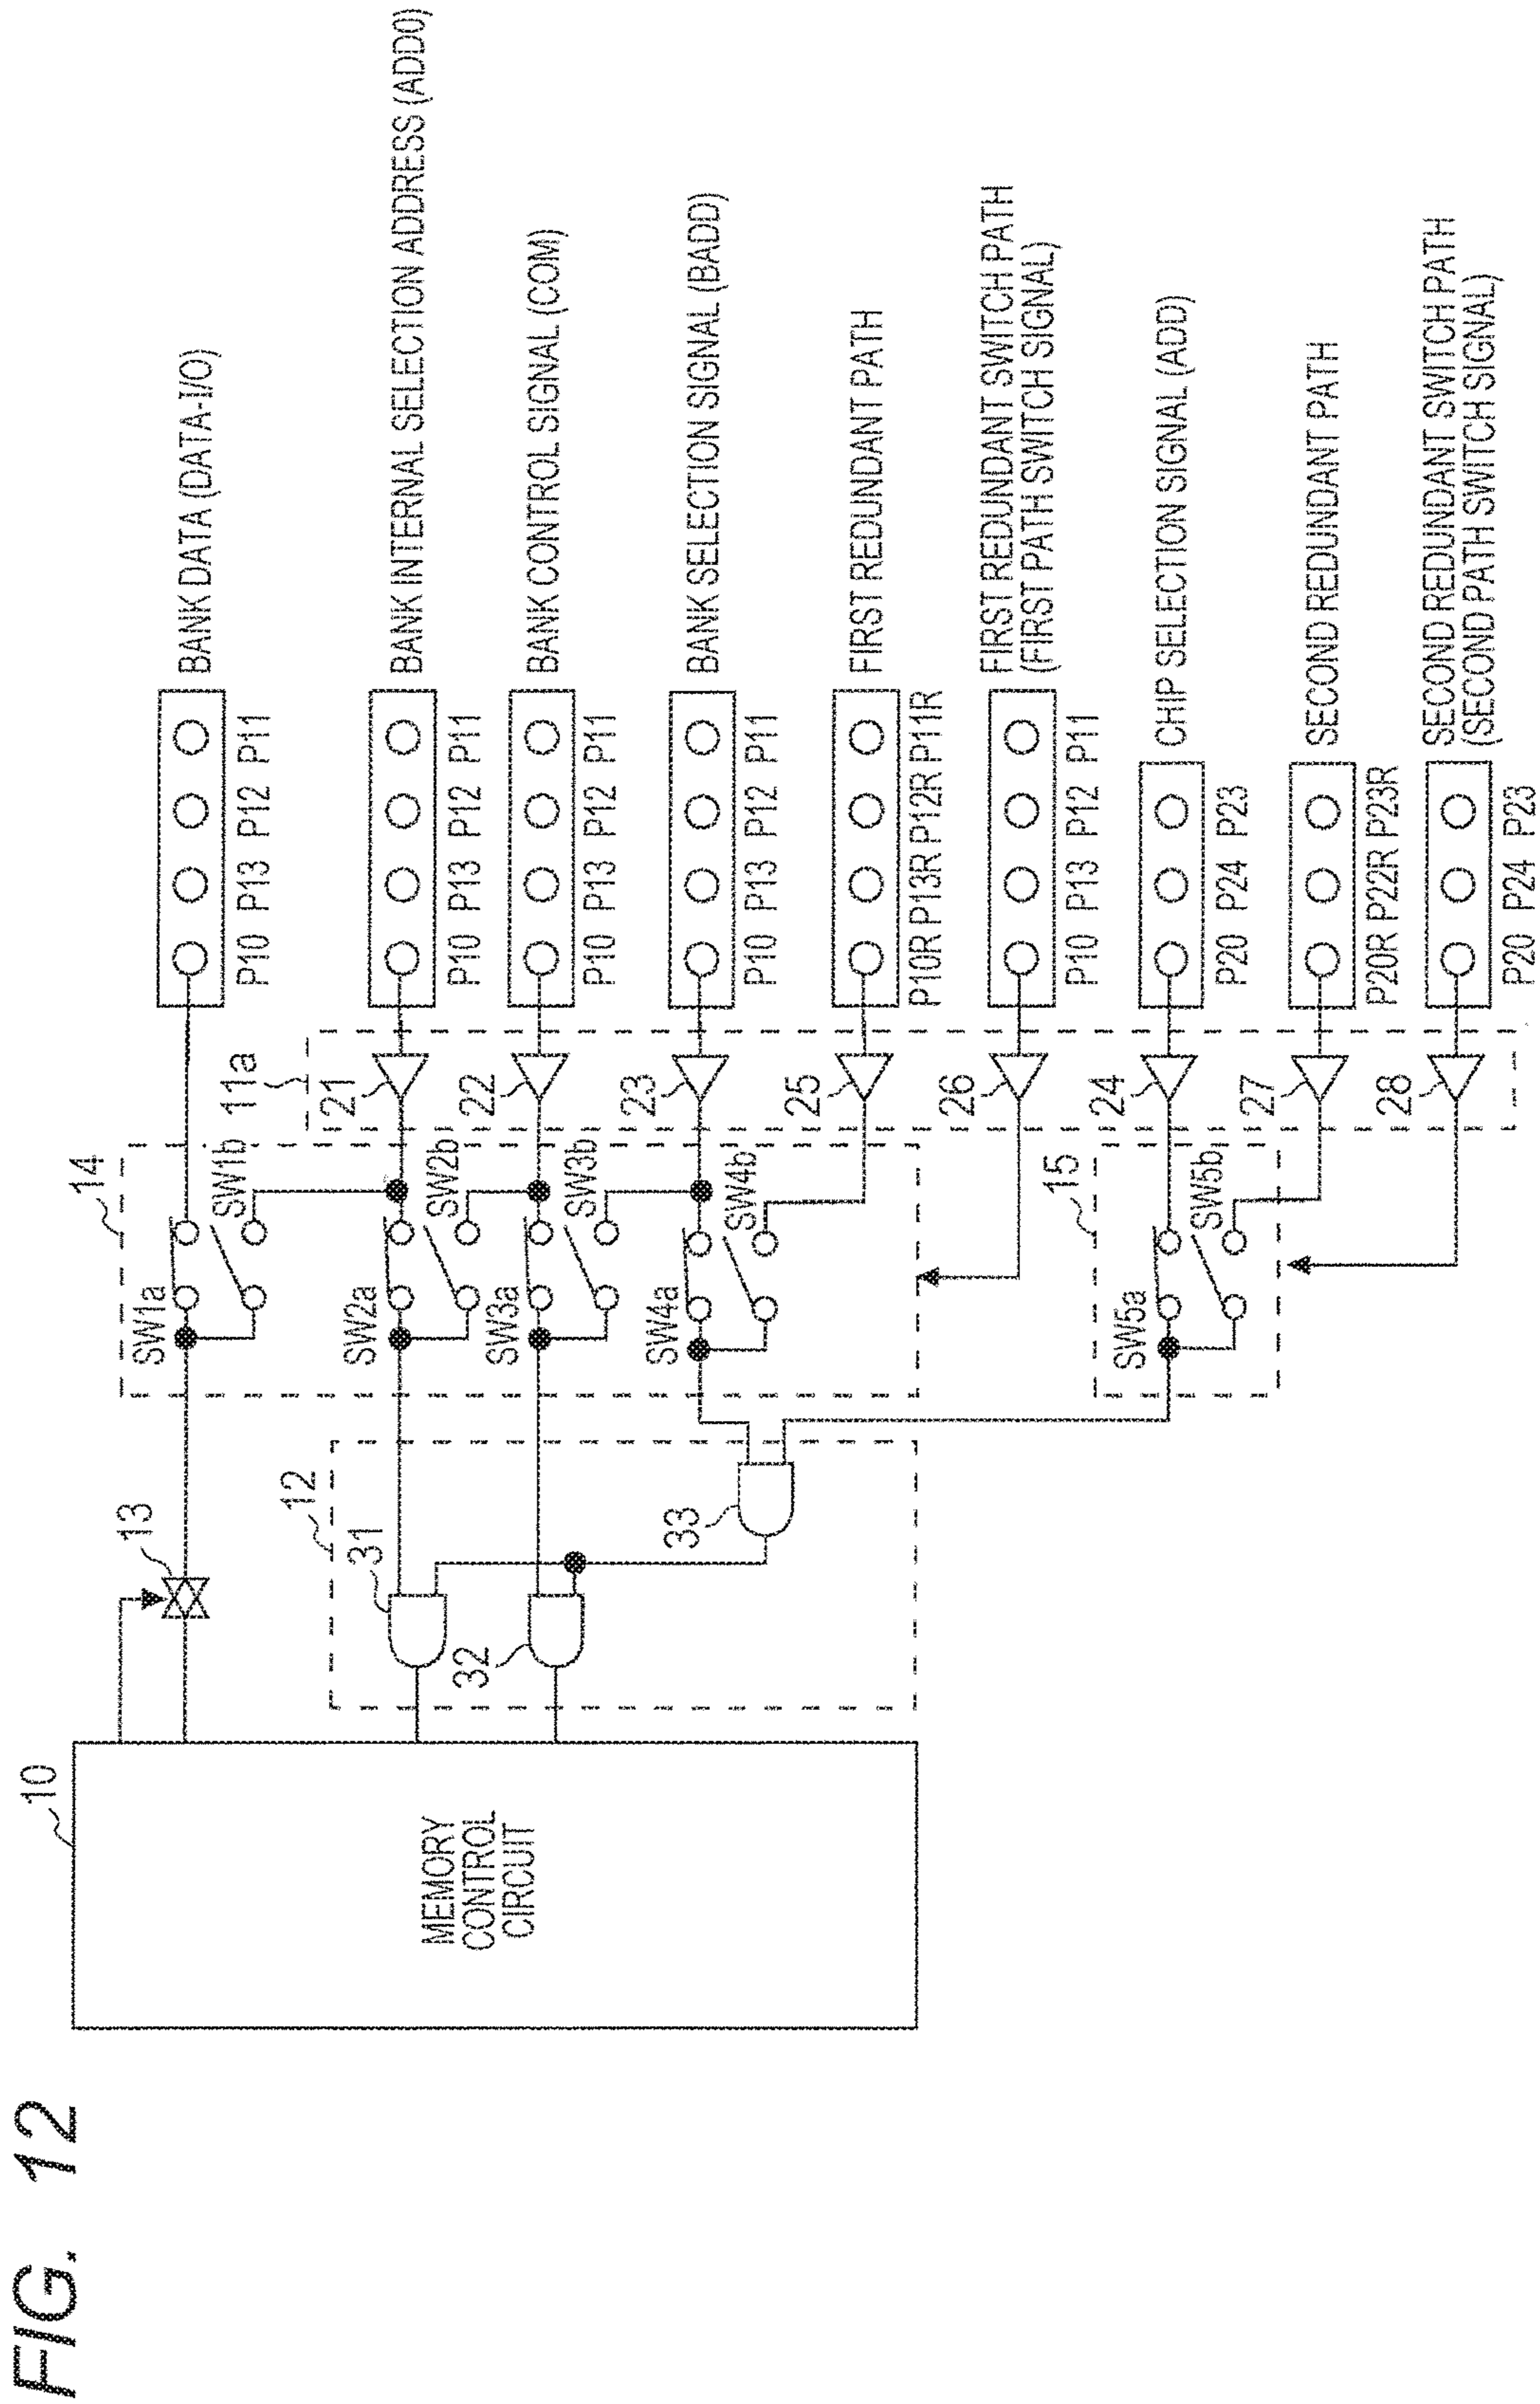 FIG. 12
10
MEMORY
CONTROL
CIRCUIT
13
12
31
32
33
14
SW1a
SW1b
SW2a
SW2b
SW3a
SW3b
SW4a
SW4b
15
SW5a
SW5b
11a
21
22
23
25
26
24
27
28
P10 P13 P12 P11
BANK DATA (DATA-I/O)
P10 P13 P12 P11
BANK INTERNAL SELECTION ADDRESS (ADD0)
P10 P13 P12 P11
BANK CONTROL SIGNAL (COM)
P10 P13 P12 P11
BANK SELECTION SIGNAL (BADD)
P10R P13R P12R P11R
FIRST REDUNDANT PATH
P10 P13 P12 P11
FIRST REDUNDANT SWITCH PATH
(FIRST PATH SWITCH SIGNAL)
P20 P24 P23
CHIP SELECTION SIGNAL (ADD)
P20R P22R P23R
SECOND REDUNDANT PATH
P20 P24 P23
SECOND REDUNDANT SWITCH PATH
(SECOND PATH SWITCH SIGNAL)